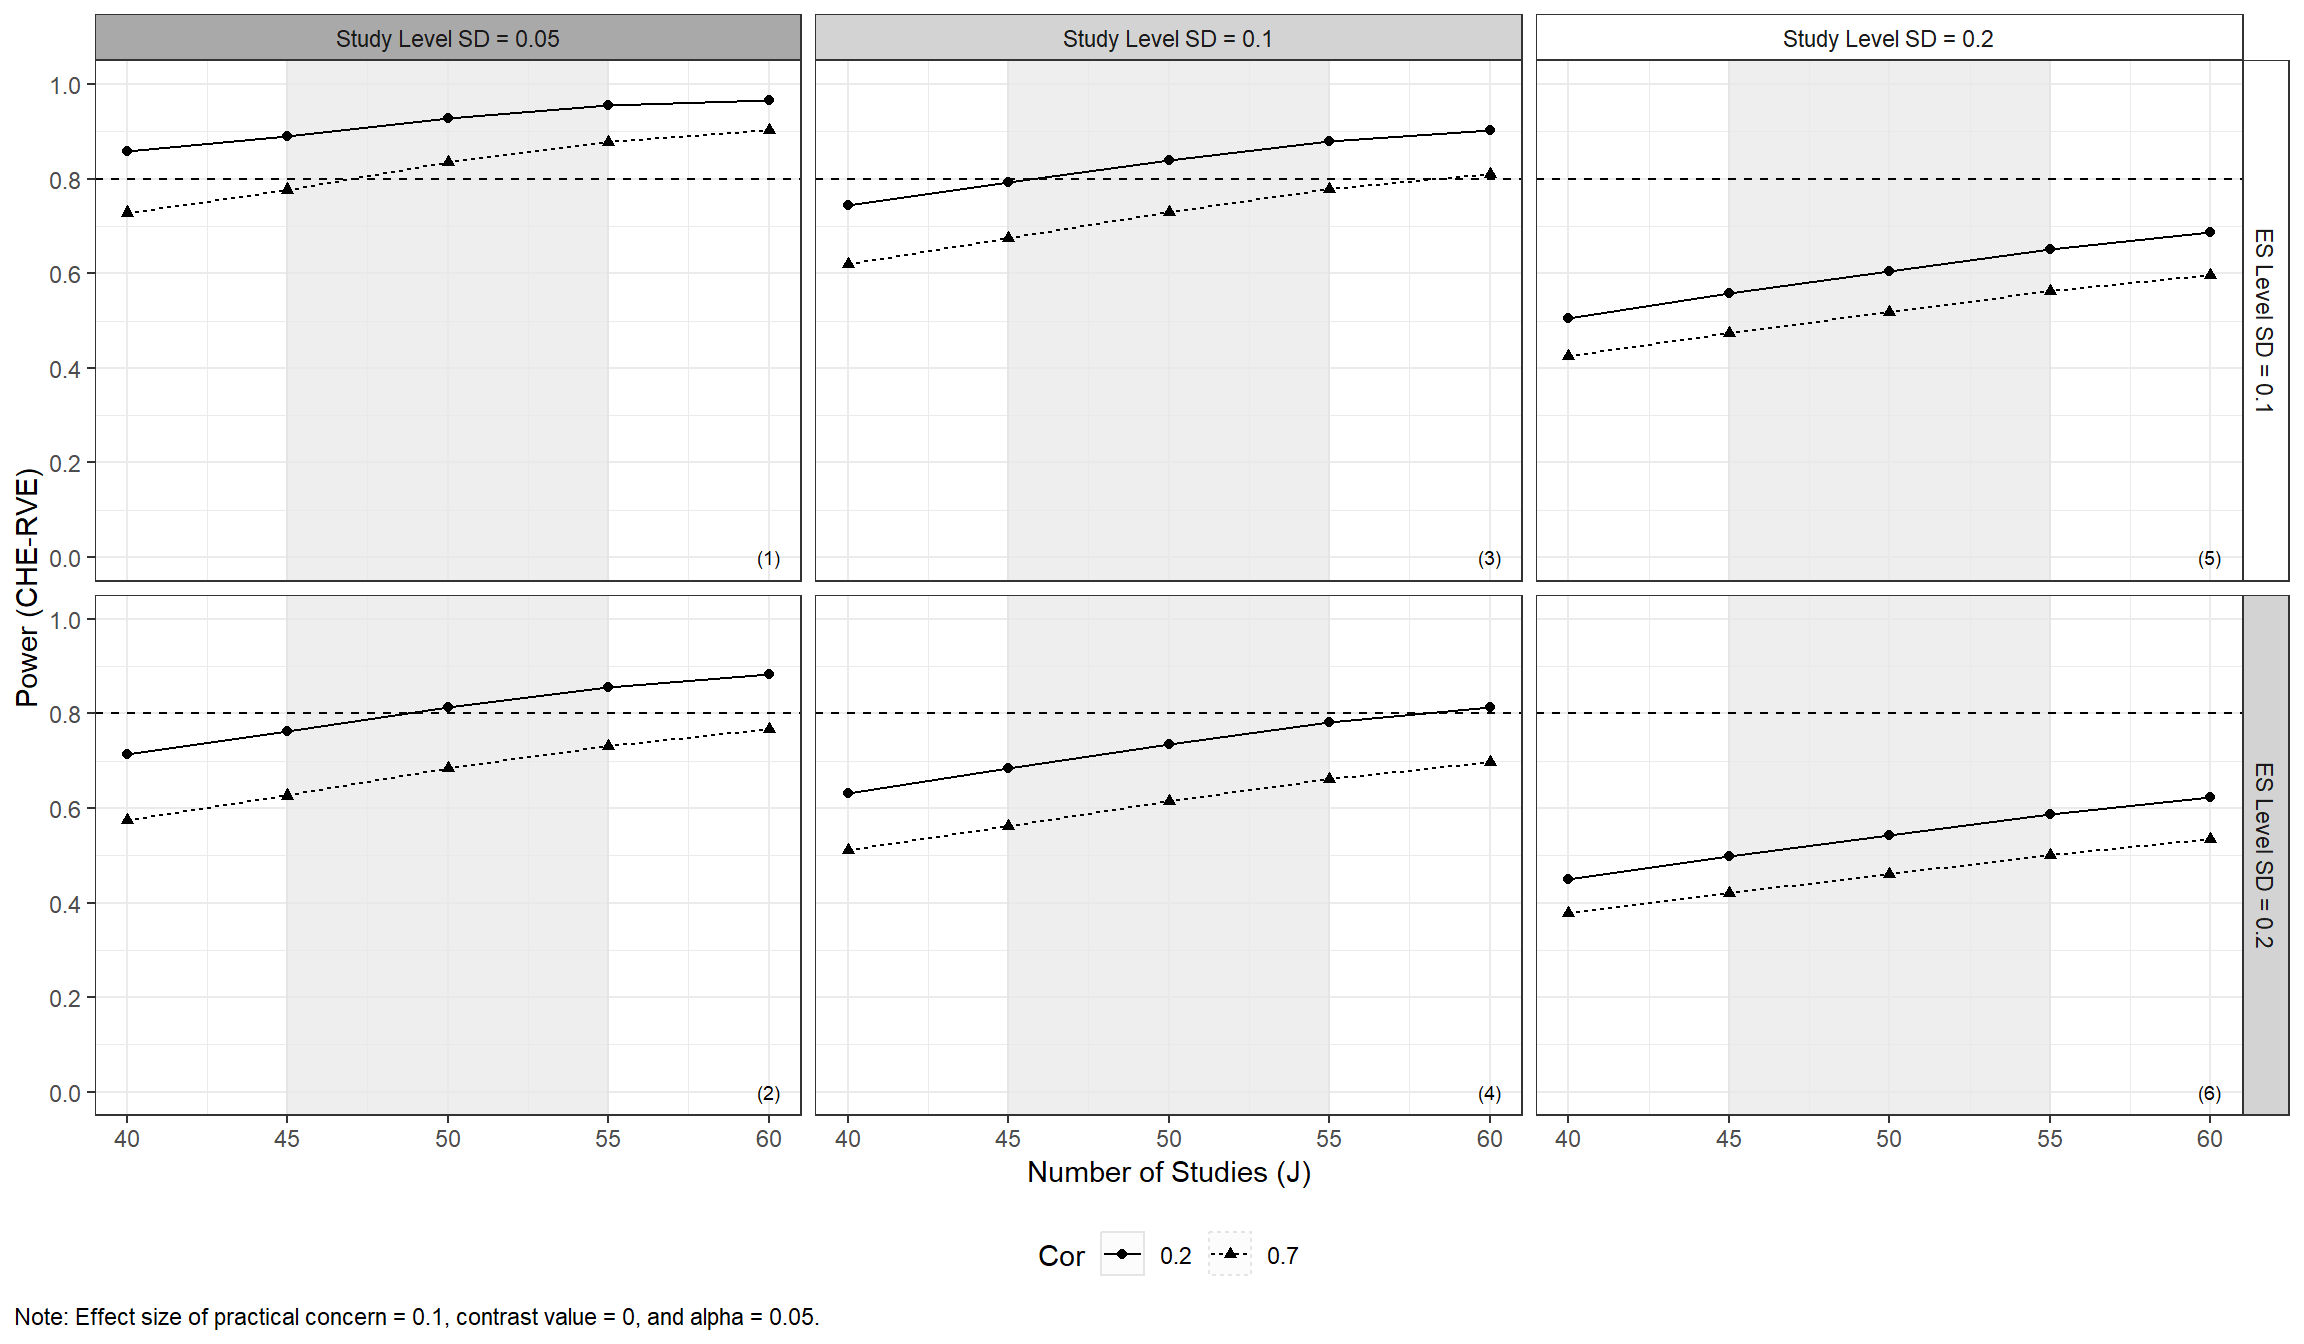 Study Level SD = 0.05
Study Level SD = 0.1
Study Level SD = 0.2
ES Level SD = 0.1
ES Level SD = 0.2
Power (CHE-RVE)
1.0
0.8
0.6
0.4
0.2
0.0
(1)
(3)
(5)
1.0
0.8
0.6
0.4
0.2
0.0
(2)
(4)
(6)
40 45 50 55 60
40 45 50 55 60
40 45 50 55 60
Number of Studies (J)
Cor 0.2 0.7
Note: Effect size of practical concern = 0.1, contrast value = 0, and alpha = 0.05.